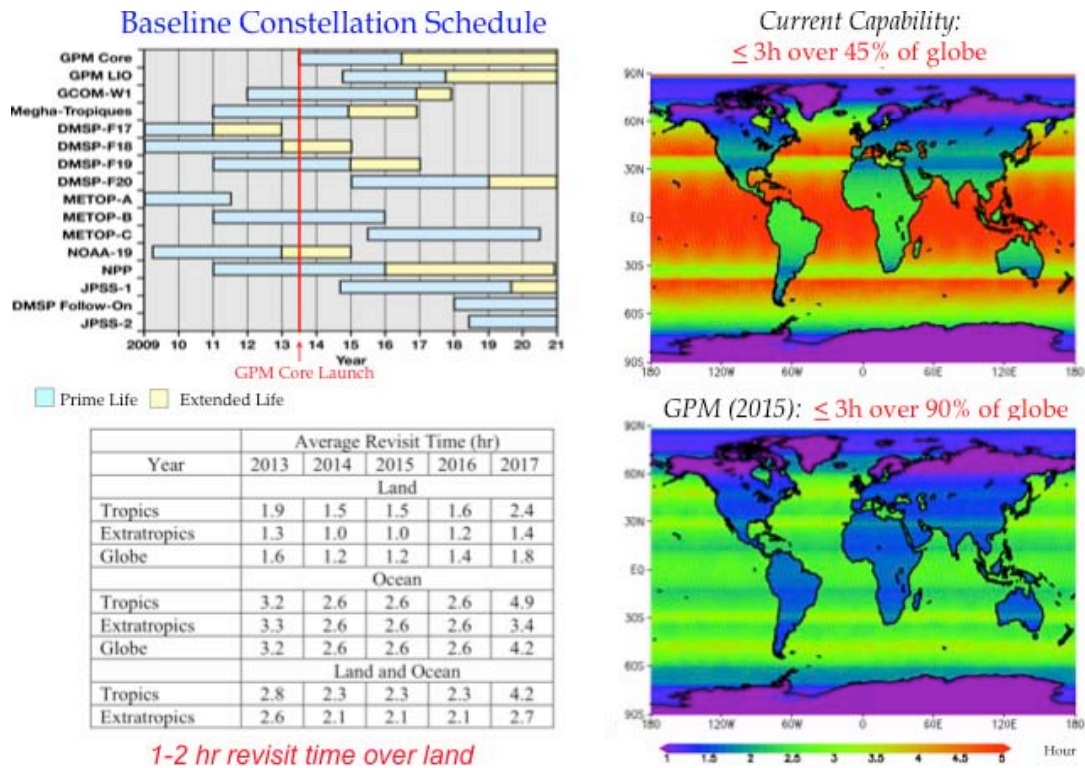 Baseline Constellation Schedule
GPM Core
GPM LIO
GCOM-W1
Megha-Tropiques
DMSP-F17
DMSP-F18
DMSP-F19
DMSP-F20
METOP-A
METOP-B
METOP-C
NOAA-19
NPP
JPSS-1
DMSP Follow-On
JPSS-2
2009 10 11 12 13 14 15 16 17 18 19 20 21
Year
GPM Core Launch
Prime Life Extended Life
Average Revisit Time (hr)
Year 2013 2014 2015 2016 2017
Land
Tropics 1.9 1.5 1.5 1.6 2.4
Extratropics 1.3 1.0 1.0 1.2 1.4
Globe 1.6 1.2 1.2 1.4 1.8
Ocean
Tropics 3.2 2.6 2.6 2.6 4.9
Extratropics 3.3 2.6 2.6 2.6 3.4
Globe 3.2 2.6 2.6 2.6 4.2
Land and Ocean
Tropics 2.8 2.3 2.3 2.3 4.2
Extratropics 2.6 2.1 2.1 2.1 2.7
1-2 hr revisit time over land
Current Capability:
≤ 3h over 45% of globe
90N
60N
30N
EQ
30S
60S
90S
180 120W 60W 0 60E 120E 180
GPM (2015): ≤ 3h over 90% of globe
90N
60N
30N
EQ
30S
60S
90S
180 120W 60W 0 60E 120E 180
1 1.5 2 2.5 3 3.5 4 4.5 5 Hour